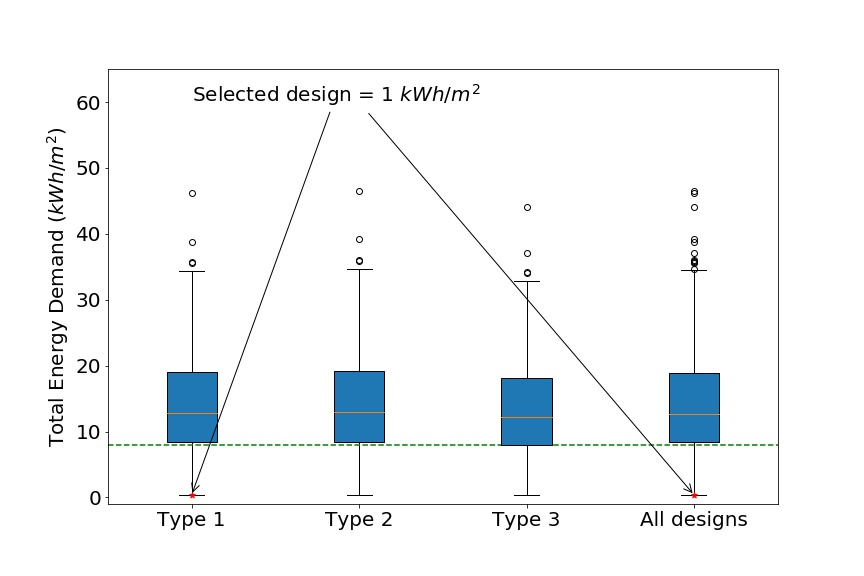 Selected design = 1 kWh/m²
Total Energy Demand (kWh/m²)
60
50
40
30
20
10
0
Type 1 Type 2 Type 3 All designs